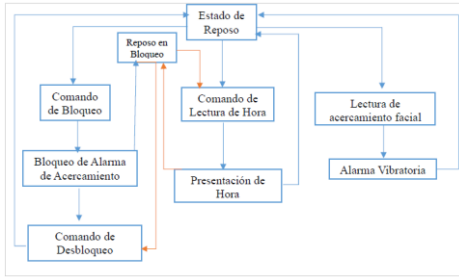 Estado de
Reposo
Reposo en
Bloqueo
Comando
de Bloqueo
Comando de
Lectura de Hora
Lectura de
acercamiento facial
Bloqueo de Alarma
de Acercamiento
Presentación de
Hora
Alarma Vibratoria
Comando de
Desbloqueo